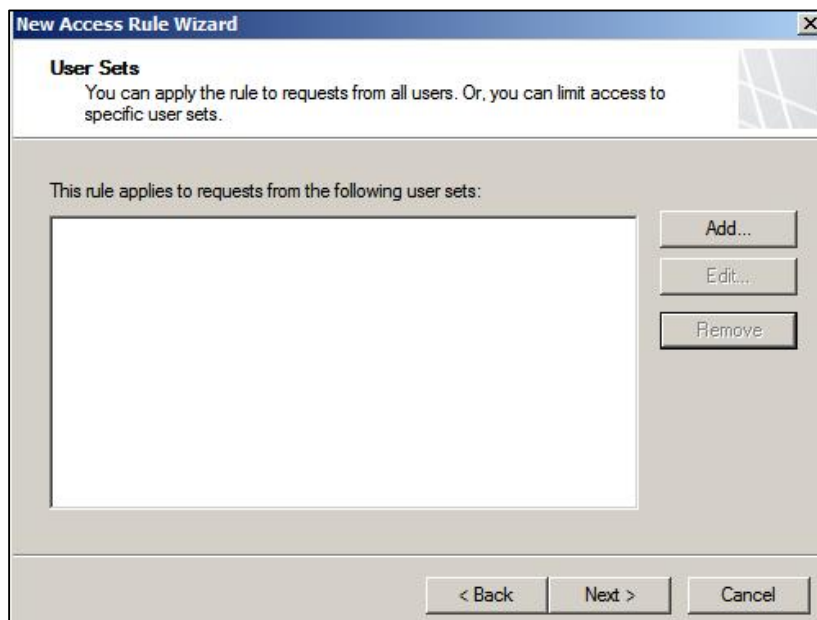 New Access Rule Wizard
User Sets
You can apply the rule to requests from all users. Or, you can limit access to
specific user sets.
This rule applies to requests from the following user sets:
Add...
Edit...
Remove
< Back
Next >
Cancel